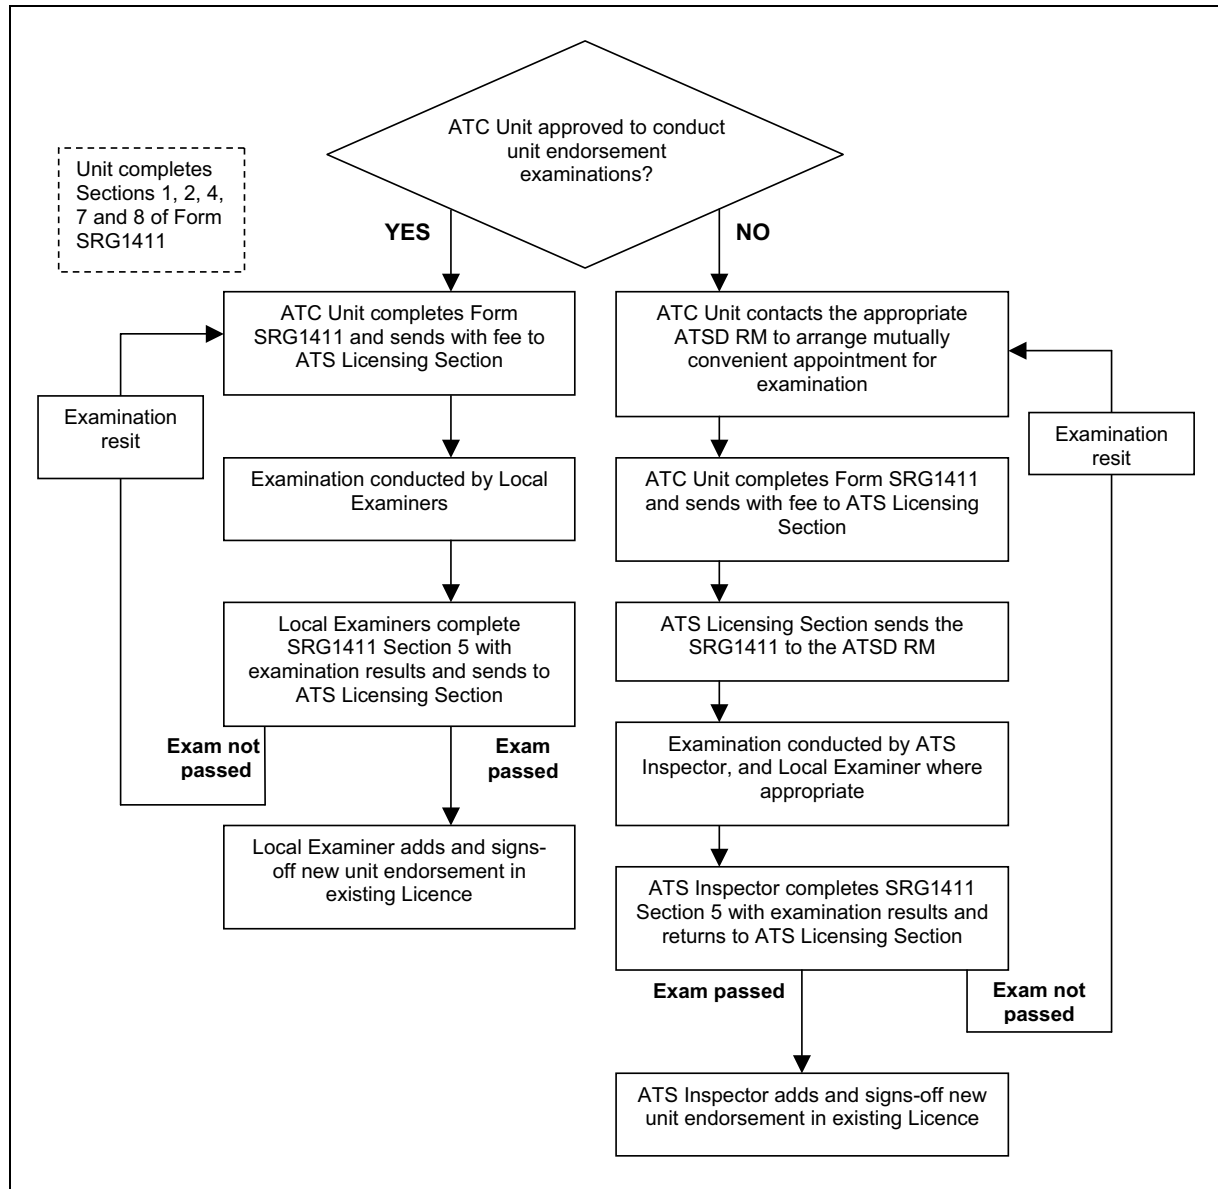 ATC Unit approved to conduct
unit endorsement
examinations?
Unit completes
Sections 1, 2, 4,
7 and 8 of Form
SRG1411
YES
NO
ATC Unit completes Form
SRG1411 and sends with fee to
ATS Licensing Section
ATC Unit contacts the appropriate
ATSD RM to arrange mutually
convenient appointment for
examination
Examination
resit
Examination
resit
Examination conducted by Local
Examiners
ATC Unit completes Form SRG1411
and sends with fee to ATS Licensing
Section
Local Examiners complete
SRG1411 Section 5 with
examination results and sends to
ATS Licensing Section
ATS Licensing Section sends the
SRG1411 to the ATSD RM
Exam not
passed
Exam
passed
Examination conducted by ATS
Inspector, and Local Examiner where
appropriate
Local Examiner adds and signs-
off new unit endorsement in
existing Licence
ATS Inspector completes SRG1411
Section 5 with examination results and
returns to ATS Licensing Section
Exam passed
Exam not
passed
ATS Inspector adds and signs-off new
unit endorsement in existing Licence